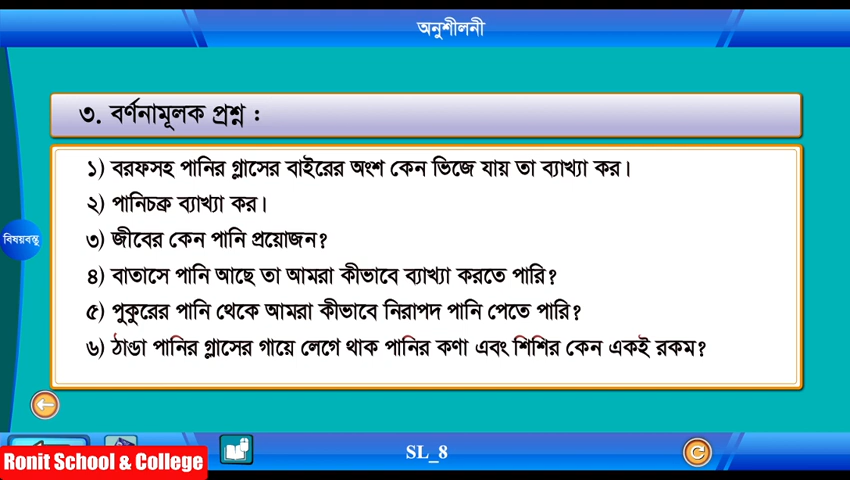 অনুশীলনী
৩. বর্ণনামূলক প্রশ্ন :
১) বরফসহ পানির গ্লাসের বাইরের অংশ কেন ভিজে যায় তা ব্যাখ্যা কর।
২) পানিচক্র ব্যাখ্যা কর।
৩) জীবের কেন পানি প্রয়োজন?
বিষয়বস্তু
৪) বাতাসে পানি আছে তা আমরা কীভাবে ব্যাখ্যা করতে পারি?
৫) পুকুরের পানি থেকে আমরা কীভাবে নিরাপদ পানি পেতে পারি?
৬) ঠাণ্ডা পানির গ্লাসের গায়ে লেগে থাক পানির কণা এবং শিশির কেন একই রকম?
SL_8
Ronit School & College